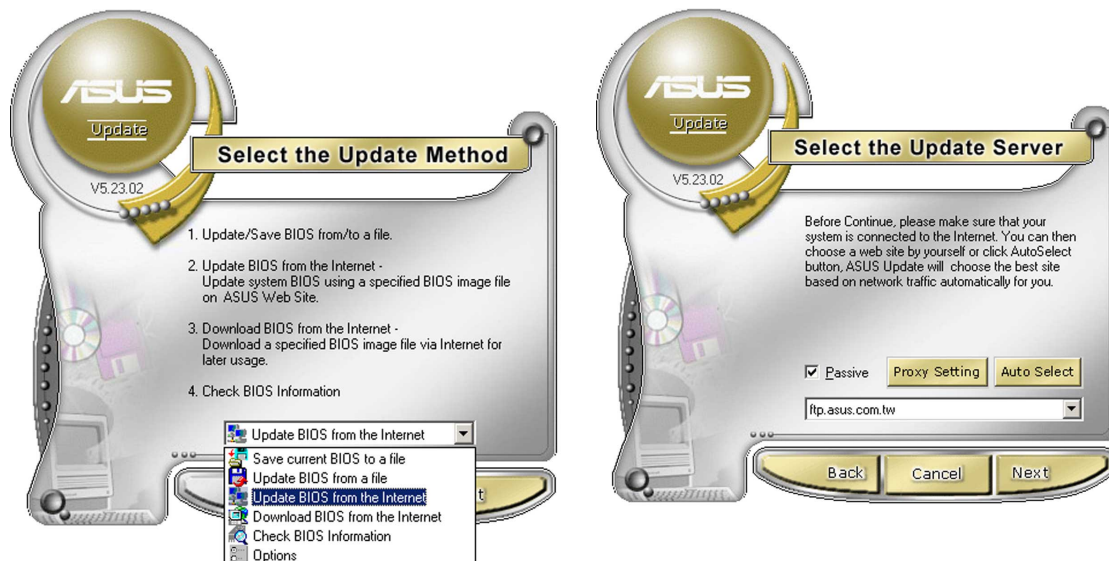 ASUS
Update
V5.23.02
Select the Update Method
1. Update/Save BIOS from/to a file.
2. Update BIOS from the Internet -
Update system BIOS using a specified BIOS image file
on ASUS Web Site.
3. Download BIOS from the Internet -
Download a specified BIOS image file via Internet for
later usage.
4. Check BIOS Information
Update BIOS from the Internet
Save current BIOS to a file
Update BIOS from a file
Update BIOS from the Internet
Download BIOS from the Internet
Check BIOS Information
Options
t
ASUS
Update
V5.23.02
Select the Update Server
Before Continue, please make sure that your
system is connected to the Internet. You can then
choose a web site by yourself or click AutoSelect
button, ASUS Update will choose the best site
based on network traffic automatically for you.
Passive
Proxy Setting
Auto Select
ftp.asus.com.tw
Back
Cancel
Next